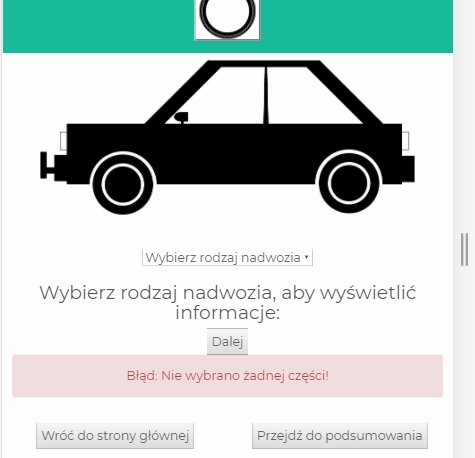 Wybierz rodzaj nadwozia
Wybierz rodzaj nadwozia, aby wyświetlić
informacje:
Dalej
Błąd: Nie wybrano żadnej części!
Wróć do strony głównej
Przejdź do podsumowania